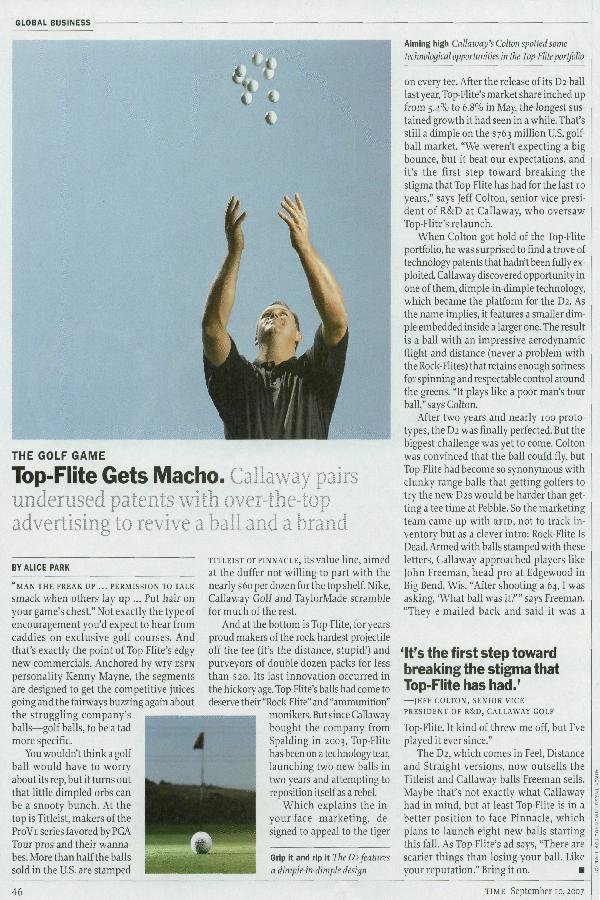 GLOBAL BUSINESS
Aiming high Callaway's Colton spotted some
technological opportunities in the Top-Flite portfolio
THE GOLF GAME
Top-Flite Gets Macho. Callaway pairs
underused patents with over-the-top
advertising to revive a ball and a brand
BY ALICE PARK
"MAN THE FREAK UP ... PERMISSION TO TALK
smack when others lay up ... Put hair on
your game's chest." Not exactly the type of
encouragement you'd expect to hear from
caddies on exclusive golf courses. And
that's exactly the point of Top-Flite's edgy
new commercials. Anchored by wry ESPN
personality Kenny Mayne, the segments
are designed to get the competitive juices
going and the fairways buzzing again about
the struggling company's
balls—golf balls, to be a tad
more specific.
You wouldn't think a golf
ball would have to worry
about its rep, but it turns out
that little dimpled orbs can
be a snooty bunch. At the
top is Titleist, makers of the
ProV1 series favored by PGA
Tour pros and their wanna
bes. More than half the balls
sold in the U.S. are stamped
TITLEIST OR PINNACLE, its value line, aimed
at the duffer not willing to part with the
nearly $60 per dozen for the top shelf. Nike,
Callaway Golf and TaylorMade scramble
for much of the rest.
And at the bottom is Top Flite, for years
proud makers of the rock hardest projectile
off the tee (it's the distance, stupid!) and
purveyors of double dozen packs for less
than $20. Its last innovation occurred in
the hickory age. Top-Flite's balls had come to
deserve their "Rock Flite" and "ammunition"
monikers. But since Callaway
bought the company from
Spalding in 2003, Top-Flite
has been on a technology tear,
launching two new balls in
two years and attempting to
reposition itself as a rebel.
Which explains the in-
your-face marketing, de-
signed to appeal to the tiger
Grip it and rip it The D2 features
a dimple-in-dimple design
on every tee. After the release of its D2 ball
last year, Top-Flite's market share inched up
from 5.4% to 6.8% in May, the longest sus-
tained growth it had seen in a while. That's
still a dimple on the $763 million U.S. golf-
ball market. "We weren't expecting a big
bounce, but it beat our expectations, and
it's the first step toward breaking the
stigma that Top-Flite has had for the last 10
years," says Jeff Colton, senior vice presi-
dent of R&D at Callaway, who oversaw
Top-Flite's relaunch.
When Colton got hold of the Top-Flite
portfolio, he was surprised to find a trove of
technology patents that hadn't been fully ex-
ploited. Callaway discovered opportunity in
one of them, dimple-in-dimple technology,
which became the platform for the D2. As
the name implies, it features a smaller dim-
ple embedded inside a larger one. The result
is a ball with an impressive aerodynamic
flight and distance (never a problem with
the Rock-Flites) that retains enough softness
for spinning and respectable control around
the greens. "It plays like a poor man's tour
ball," says Colton.
After two years and nearly 100 proto-
types, the D2 was finally perfected. But the
biggest challenge was yet to come. Colton
was convinced that the ball could fly, but
Top-Flite had become so synonymous with
clunky range balls that getting golfers to
try the new D2s would be harder than get-
ting a tee time at Pebble. So the marketing
team came up with RFID, not to track in-
ventory but as a clever intro: Rock-Flite Is
Dead. Armed with balls stamped with these
letters, Callaway approached players like
John Freeman, head pro at Edgewood in
Big Bend, Wis. "After shooting a 64, I was
asking, 'What ball was it?'" says Freeman.
"They e mailed back and said it was a
'It's the first step toward
breaking the stigma that
Top-Flite has had.'
—JEFF COLTON, SENIOR VICE
PRESIDENT OF R&D, CALLAWAY GOLF
Top-Flite. It kind of threw me off, but I've
played it ever since."
The D2, which comes in Feel, Distance
and Straight versions, now outsells the
Titleist and Callaway balls Freeman sells.
Maybe that's not exactly what Callaway
had in mind, but at least Top-Flite is in a
better position to face Pinnacle, which
plans to launch eight new balls starting
this fall. As Top Flite's ad says, "There are
scarier things than losing your ball. Like
your reputation." Bring it on.
46
TIME September 10, 2007